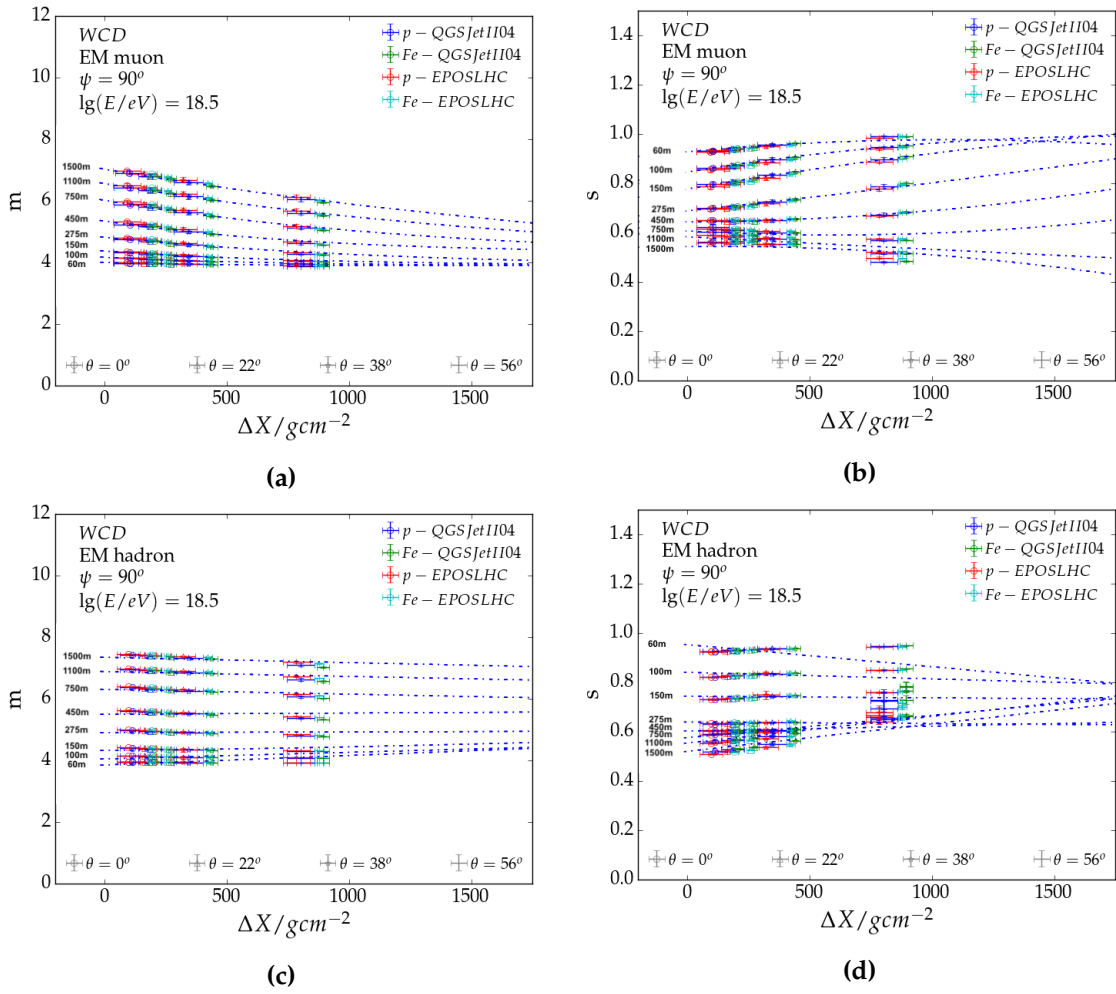 12
10
8
6
4
2
0
m
WCD
EM muon
ψ = 90°
lg(E/eV) = 18.5
p − QGSJetII04
Fe − QGSJetII04
p − EPOSLHC
Fe − EPOSLHC
1500m
1100m
750m
450m
275m
150m
100m
60m
θ = 0°
θ = 22°
θ = 38°
θ = 56°
0
500
1000
1500
ΔX/gcm⁻²
(a)
1.4
1.2
1.0
0.8
0.6
0.4
0.2
0.0
s
WCD
EM muon
ψ = 90°
lg(E/eV) = 18.5
p − QGSJetII04
Fe − QGSJetII04
p − EPOSLHC
Fe − EPOSLHC
60m
100m
150m
275m
450m
750m
1100m
1500m
θ = 0°
θ = 22°
θ = 38°
θ = 56°
0
500
1000
1500
ΔX/gcm⁻²
(b)
12
10
8
6
4
2
0
m
WCD
EM hadron
ψ = 90°
lg(E/eV) = 18.5
p − QGSJetII04
Fe − QGSJetII04
p − EPOSLHC
Fe − EPOSLHC
1500m
1100m
750m
450m
275m
150m
100m
60m
θ = 0°
θ = 22°
θ = 38°
θ = 56°
0
500
1000
1500
ΔX/gcm⁻²
(c)
1.4
1.2
1.0
0.8
0.6
0.4
0.2
0.0
s
WCD
EM hadron
ψ = 90°
lg(E/eV) = 18.5
p − QGSJetII04
Fe − QGSJetII04
p − EPOSLHC
Fe − EPOSLHC
60m
100m
150m
275m
450m
750m
1100m
1500m
θ = 0°
θ = 22°
θ = 38°
θ = 56°
0
500
1000
1500
ΔX/gcm⁻²
(d)